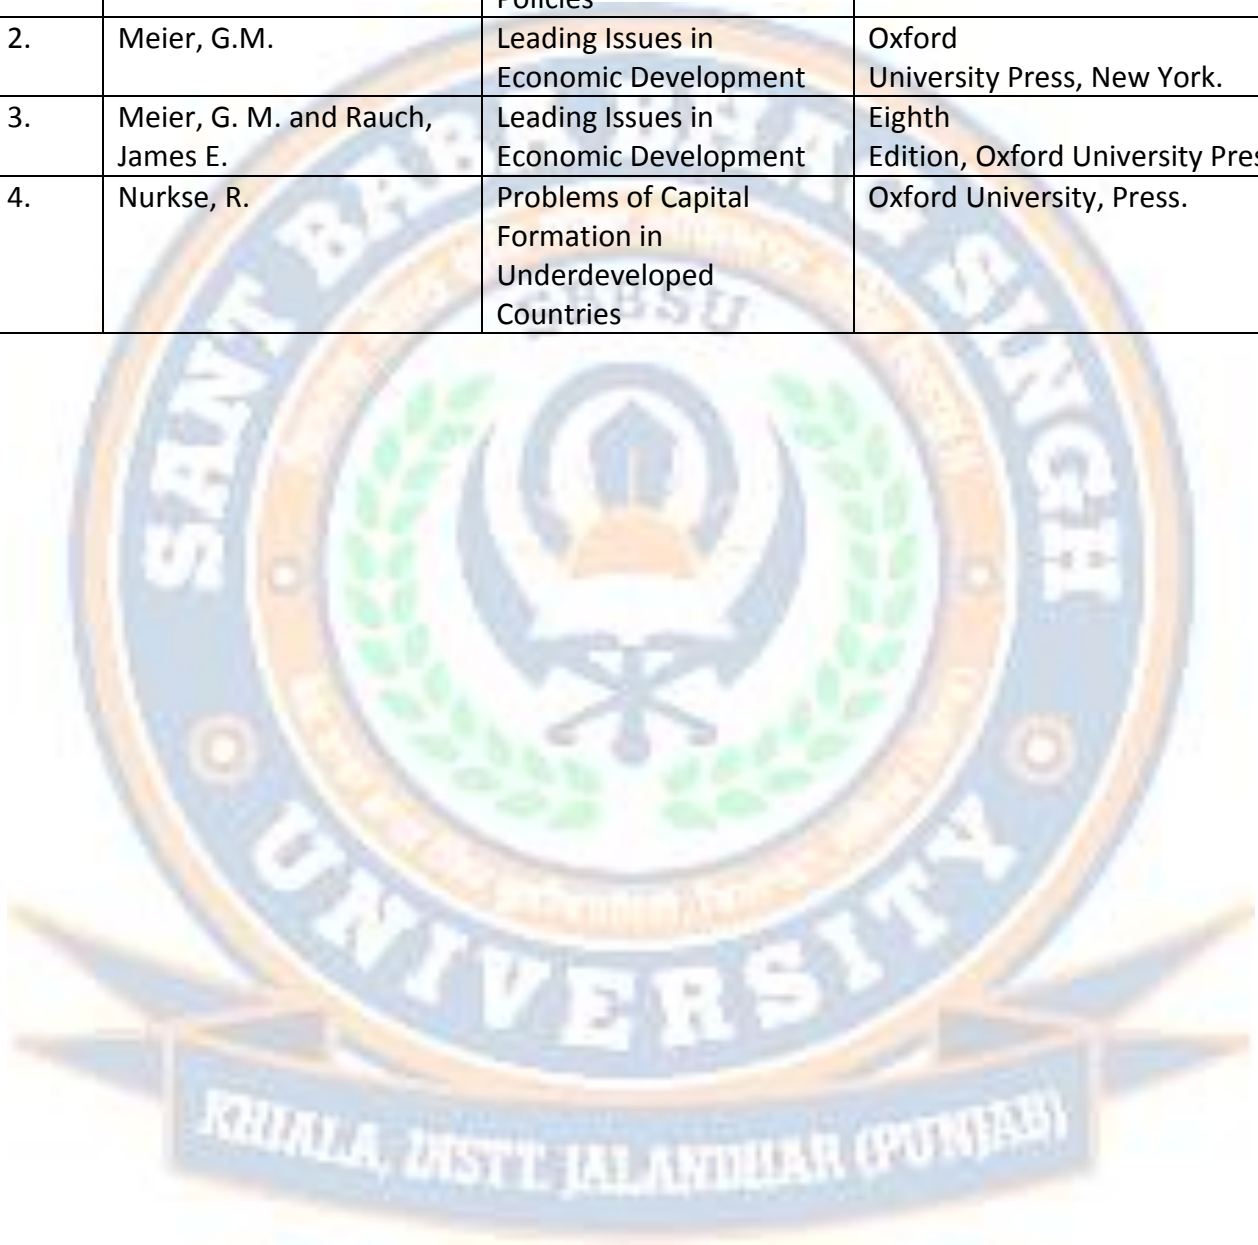 Policies
2. Meier, G.M. Leading Issues in Oxford
Economic Development University Press, New York.
3. Meier, G. M. and Rauch, Leading Issues in Eighth
James E. Economic Development Edition, Oxford University
4. Nurkse, R. Problems of Capital Oxford University, Press.
Formation in
Underdeveloped
Countries
SANT BABA BHAG SINGH
UNIVERSITY
KHIALA, DISTT. JALANDHAR (PUNJAB)